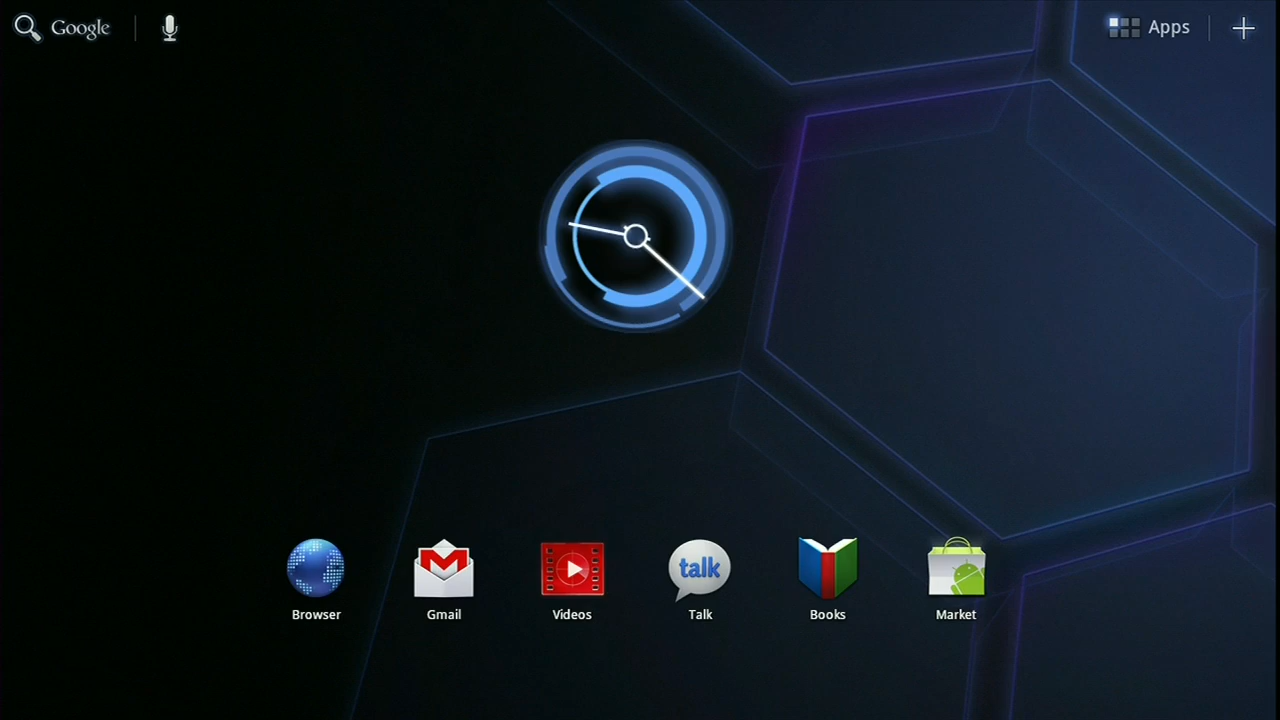 Google
Apps
talk
Browser
Gmail
Videos
Talk
Books
Market